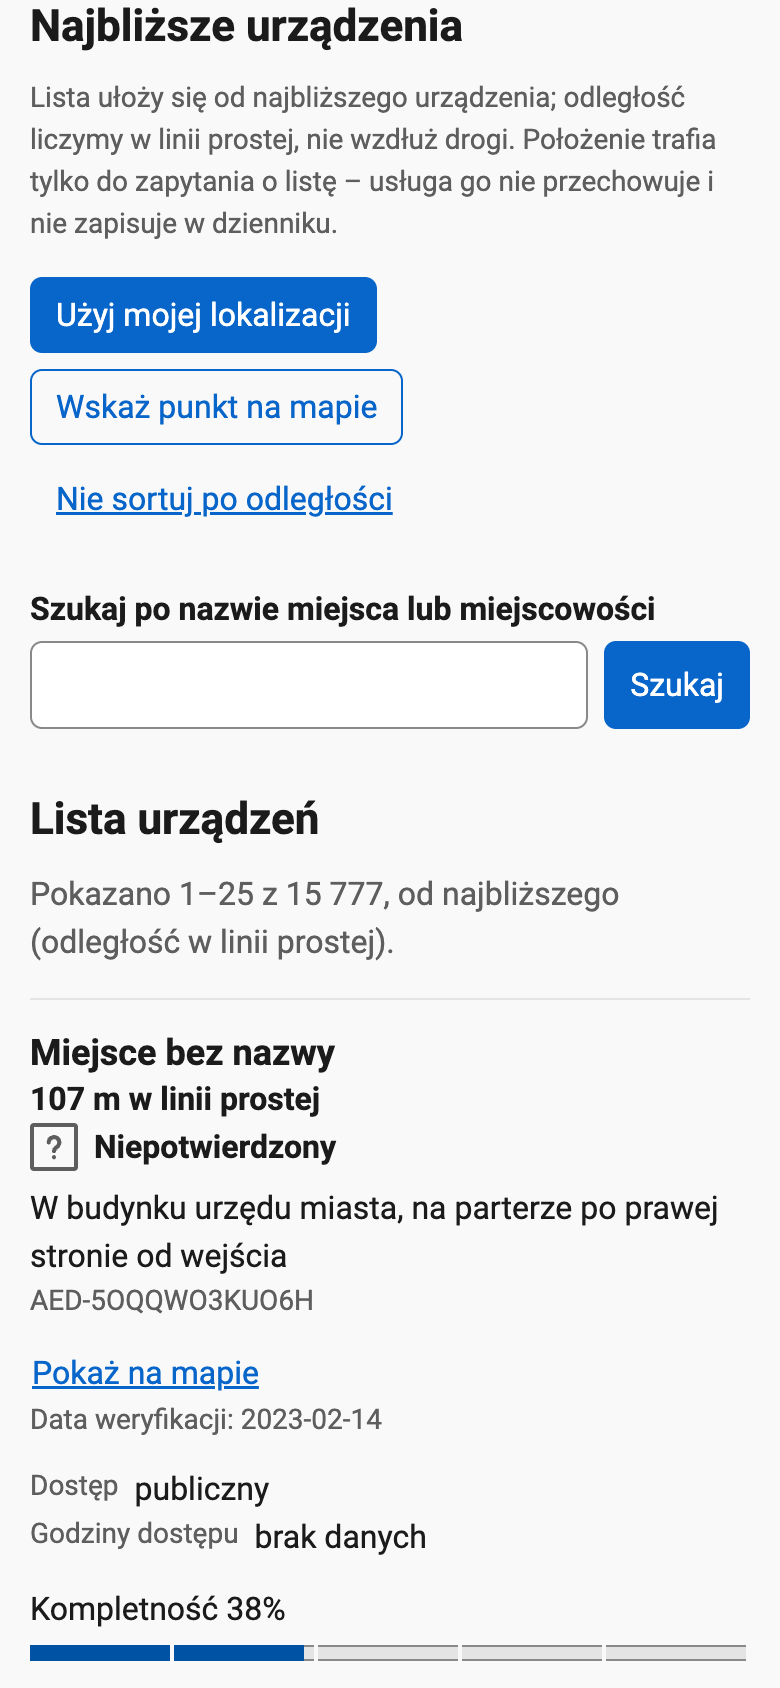 Najbliższe urządzenia
Lista ułoży się od najbliższego urządzenia; odległość
liczymy w linii prostej, nie wzdłuż drogi. Położenie trafia
tylko do zapytania o listę – usługa go nie przechowuje i
nie zapisuje w dzienniku.
Użyj mojej lokalizacji
Wskaż punkt na mapie
Nie sortuj po odległości
Szukaj po nazwie miejsca lub miejscowości
Szukaj
Lista urządzeń
Pokazano 1–25 z 15 777, od najbliższego
(odległość w linii prostej).
Miejsce bez nazwy
107 m w linii prostej
? Niepotwierdzony
W budynku urzędu miasta, na parterze po prawej
stronie od wejścia
AED-5OQQWO3KUO6H
Pokaż na mapie
Data weryfikacji: 2023-02-14
Dostęp publiczny
Godziny dostępu brak danych
Kompletność 38%